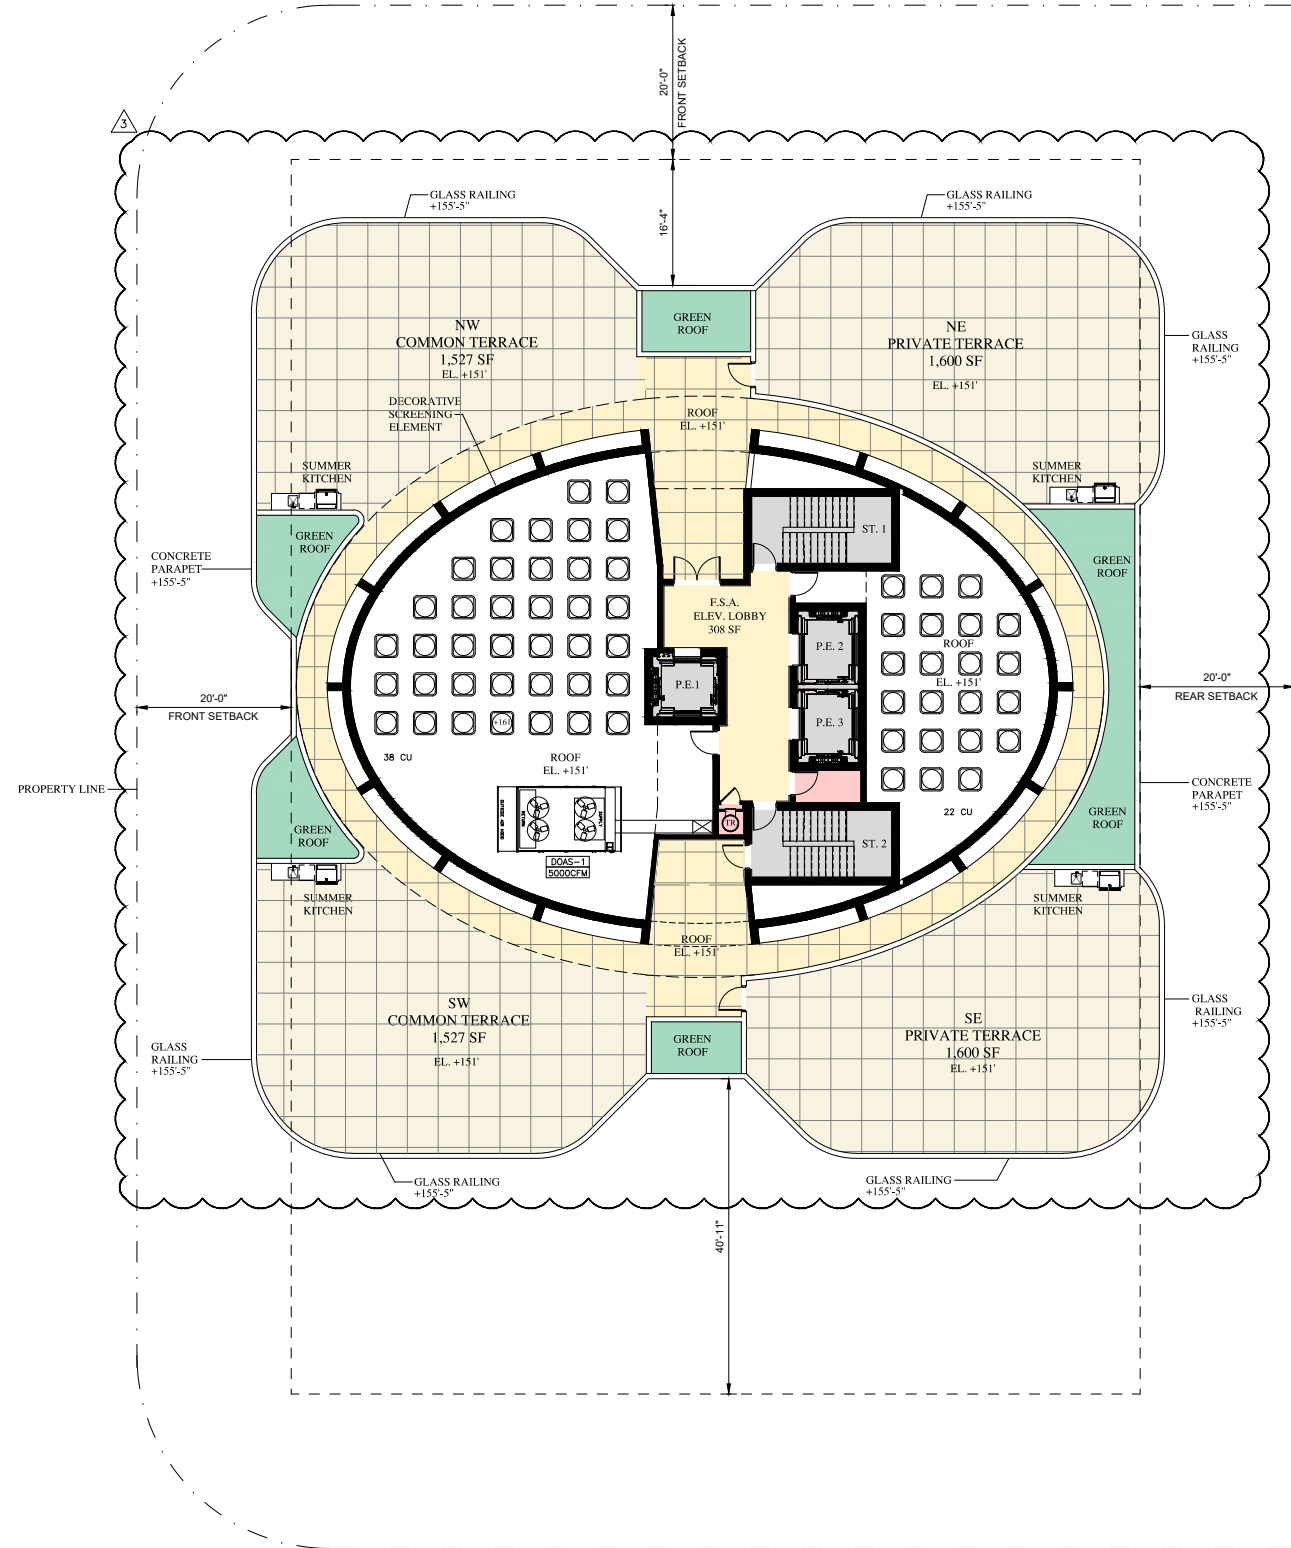 20'-0"
FRONT SETBACK
3
16'-4"
GLASS RAILING
+155'-5"
GLASS RAILING
+155'-5"
GREEN
ROOF
NW
COMMON TERRACE
1,527 SF
EL. +151'
NE
PRIVATE TERRACE
1,600 SF
EL. +151'
GLASS
RAILING
+155'-5"
DECORATIVE
SCREENING
ELEMENT
ROOF
EL. +151'
SUMMER
KITCHEN
SUMMER
KITCHEN
GREEN
ROOF
ST. 1
CONCRETE
PARAPET
+155'-5"
GREEN
ROOF
F.S.A.
ELEV. LOBBY
308 SF
P.E. 2
ROOF
EL. +151'
P.E.1
20'-0"
FRONT SETBACK
20'-0"
REAR SETBACK
+161'
P.E. 3
38 CU
ROOF
EL. +151'
PROPERTY LINE
CONCRETE
PARAPET
+155'-5"
OUTSIDE AIR HOOD
RETURN
SUPPLY
TR
22 CU
GREEN
ROOF
GREEN
ROOF
ST. 2
DOAS-1
5000CFM
SUMMER
KITCHEN
SUMMER
KITCHEN
ROOF
EL. +151'
SW
COMMON TERRACE
1,527 SF
EL. +151'
SE
PRIVATE TERRACE
1,600 SF
EL. +151'
GLASS
RAILING
+155'-5"
GLASS
RAILING
+155'-5"
GREEN
ROOF
GLASS RAILING
+155'-5"
GLASS RAILING
+155'-5"
40'-11"